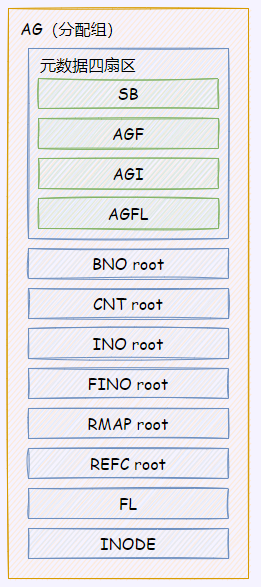 AG（分配组）
元数据四扇区
SB
AGF
AGI
AGFL
BNO root
CNT root
INO root
FINO root
RMAP root
REFC root
FL
INODE